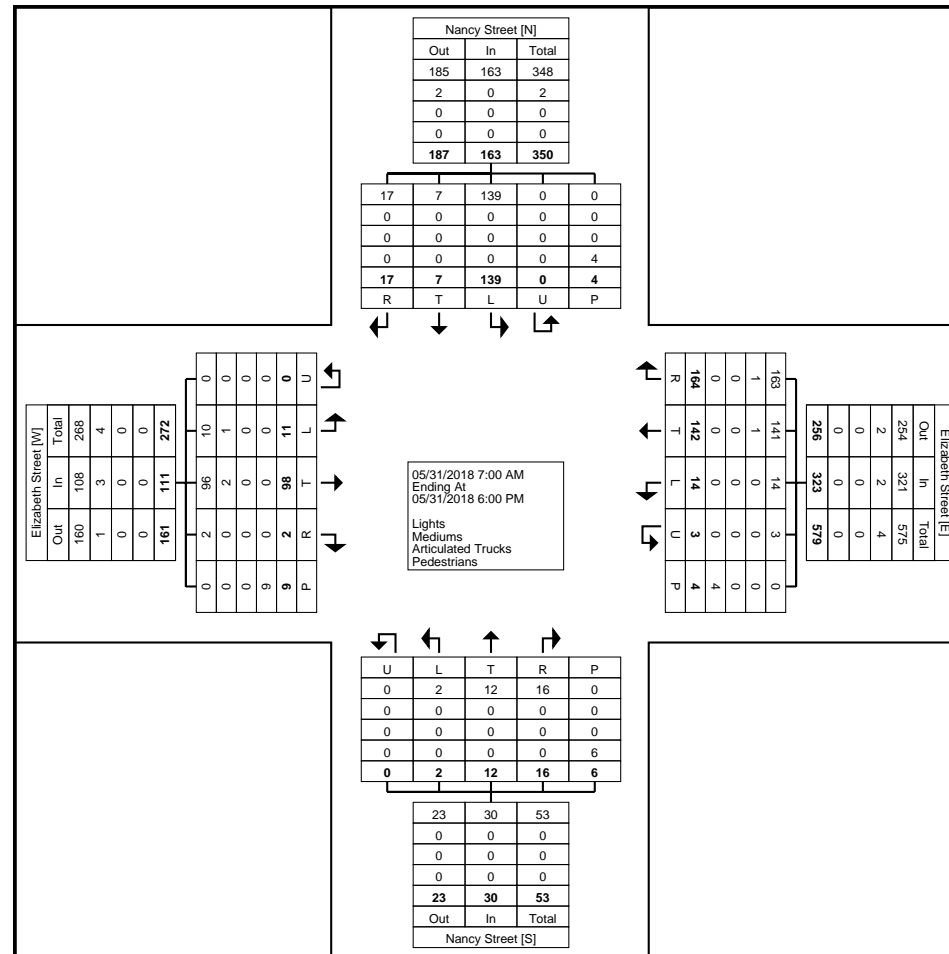 Nancy Street [N]
Out In Total
185 163 348
2 0 2
0 0 0
0 0 0
187 163 350
17 7 139 0 0
0 0 0 0 0
0 0 0 0 0
0 0 0 0 4
17 7 139 0 4
R T L U P
Elizabeth Street [W]
Out In Total
160 108 268
1 3 4
0 0 0
0 0 0
161 111 272
0 2 96 10 0
0 0 2 1 0
0 0 0 0 0
9 0 0 0 0
9 2 98 11 0
P R T L U
05/31/2018 7:00 AM
Ending At
05/31/2018 6:00 PM
Lights
Mediums
Articulated Trucks
Pedestrians
Elizabeth Street [E]
Out In Total
254 321 575
2 2 4
0 0 0
0 0 0
256 323 579
163 141 14 3 0
1 1 0 0 0
0 0 0 0 0
0 0 0 0 4
164 142 14 3 4
R T L U P
U L T R P
0 2 12 16 0
0 0 0 0 0
0 0 0 0 0
0 0 0 0 6
0 2 12 16 6
23 30 53
0 0 0
0 0 0
0 0 0
23 30 53
Out In Total
Nancy Street [S]